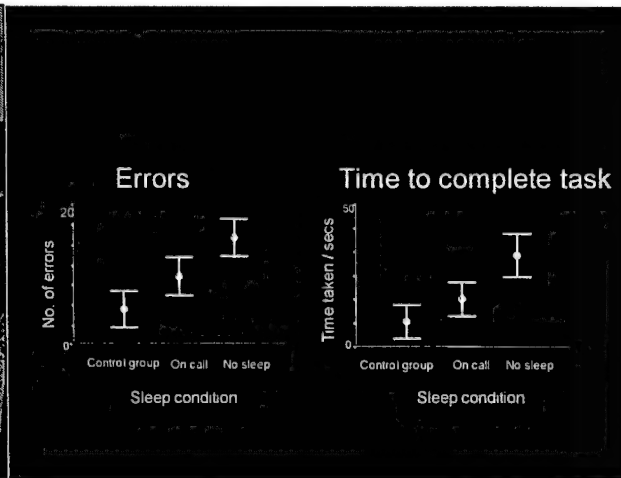 Errors
20
No. of errors
0
Control group On call No sleep
Sleep condition
Time to complete task
50
Time taken / secs
0
Control group On call No sleep
Sleep condition